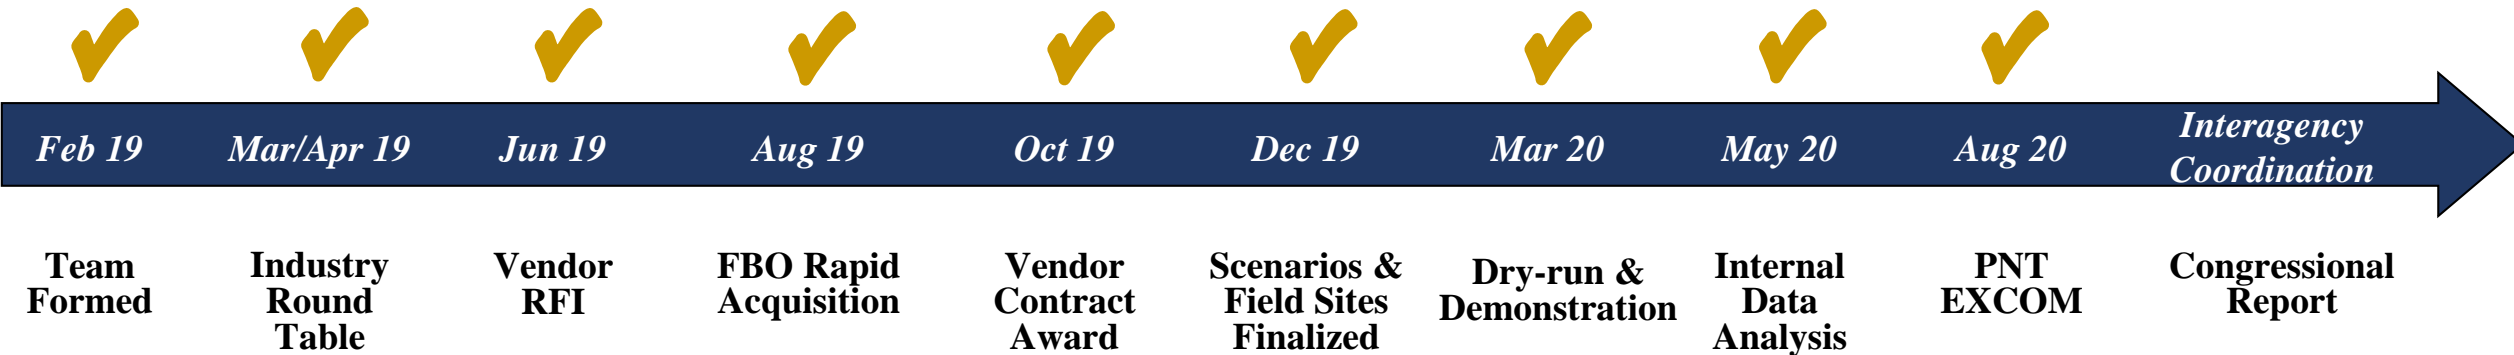 Feb 19
Mar/Apr 19
Jun 19
Aug 19
Oct 19
Dec 19
Mar 20
May 20
Aug 20
Interagency
Coordination
Team
Formed
Industry
Round
Table
Vendor
RFI
FBO Rapid
Acquisition
Vendor
Contract
Award
Scenarios &
Field Sites
Finalized
Dry-run &
Demonstration
Internal
Data
Analysis
PNT
EXCOM
Congressional
Report